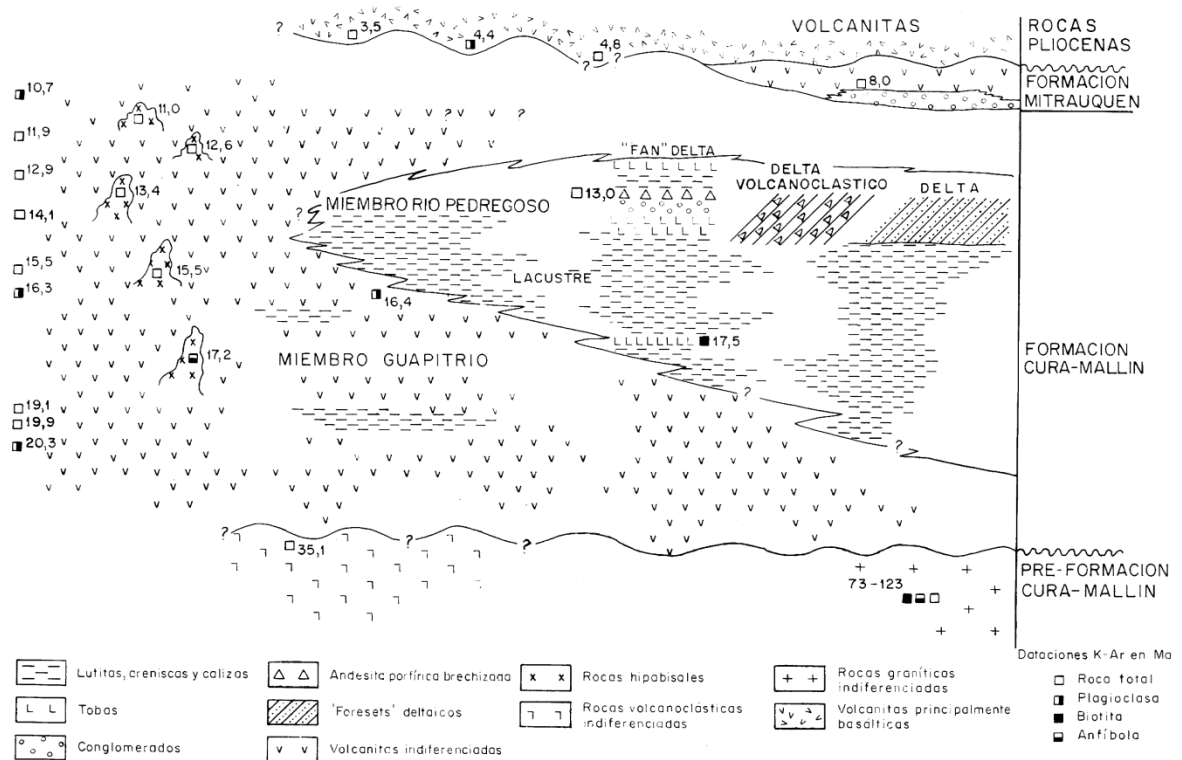 ? 3,5 4,4 4,8 ? ? VOLCANITAS
ROCAS
PLIOCENAS
8,0
FORMACION
MITRAUQUEN
10,7
11,0
? ?
11,9
12,6
"FAN" DELTA
12,9
13,4
13,0
DELTA
VOLCANOCLASTICO
DELTA
MIEMBRO RIO PEDREGOSO
14,1
?
15,5
15,5
LACUSTRE
16,3
16,4
17,2
MIEMBRO GUAPITRIO
17,5
FORMACION
CURA-MALLIN
?
19,1
19,9
20,3
?
? ? ? ?
35,1
73-123
PRE-FORMACION
CURA-MALLIN
Dataciones K-Ar en Ma
Lutitas, areniscas y calizas
Tobas
Conglomerados
Andesita porfírica brechizada
'Foresets' deltaicos
Volcanitas indiferenciadas
Rocas hipabisales
Rocas volcanoclásticas
indiferenciadas
Rocas graníticas
indiferenciadas
Volcanitas principalmente
basálticas
Roca total
Plagioclasa
Biotita
Anfíbola